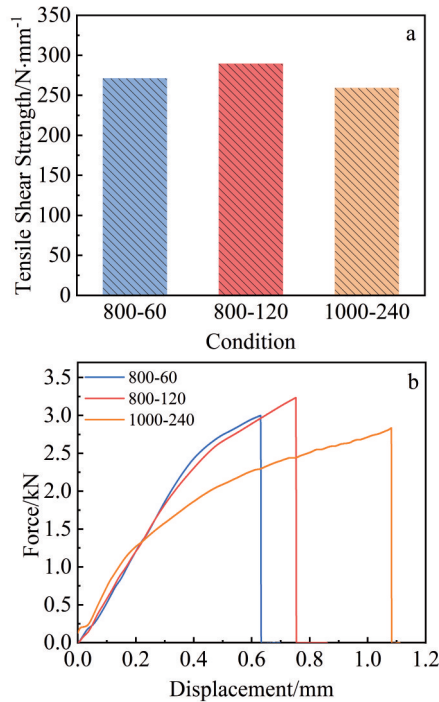 a
Tensile Shear Strength/N·mm⁻¹
350
300
250
200
150
100
50
0
800-60 800-120 1000-240
Condition
b
800-60
800-120
1000-240
Force/kN
3.5
3.0
2.5
2.0
1.5
1.0
0.5
0.0
0.0 0.2 0.4 0.6 0.8 1.0 1.2
Displacement/mm